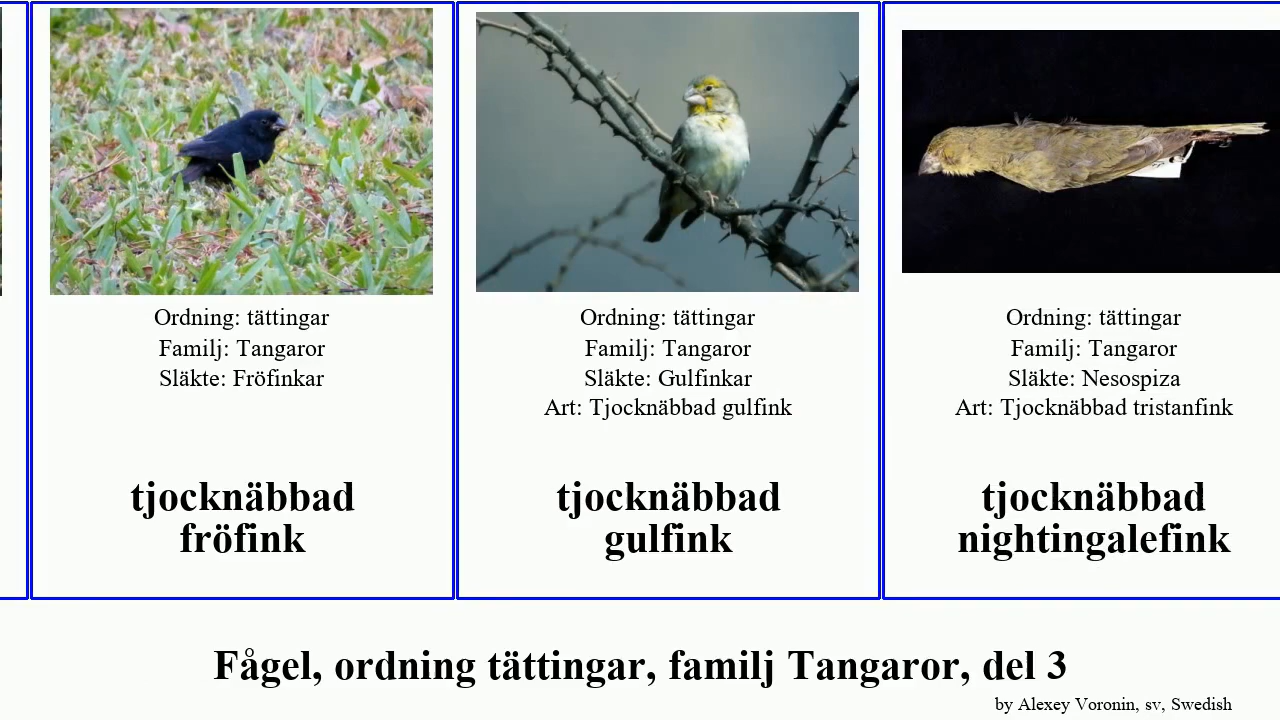 Ordning: tättingar
Familj: Tangaror
Släkte: Fröfinkar
tjocknäbbad
fröfink
Ordning: tättingar
Familj: Tangaror
Släkte: Gulfinkar
Art: Tjocknäbbad gulfink
tjocknäbbad
gulfink
Ordning: tättingar
Familj: Tangaror
Släkte: Nesospiza
Art: Tjocknäbbad tristanfink
tjocknäbbad
nightingalefink
Fågel, ordning tättingar, familj Tangaror, del 3
by Alexey Voronin, sv, Swedish